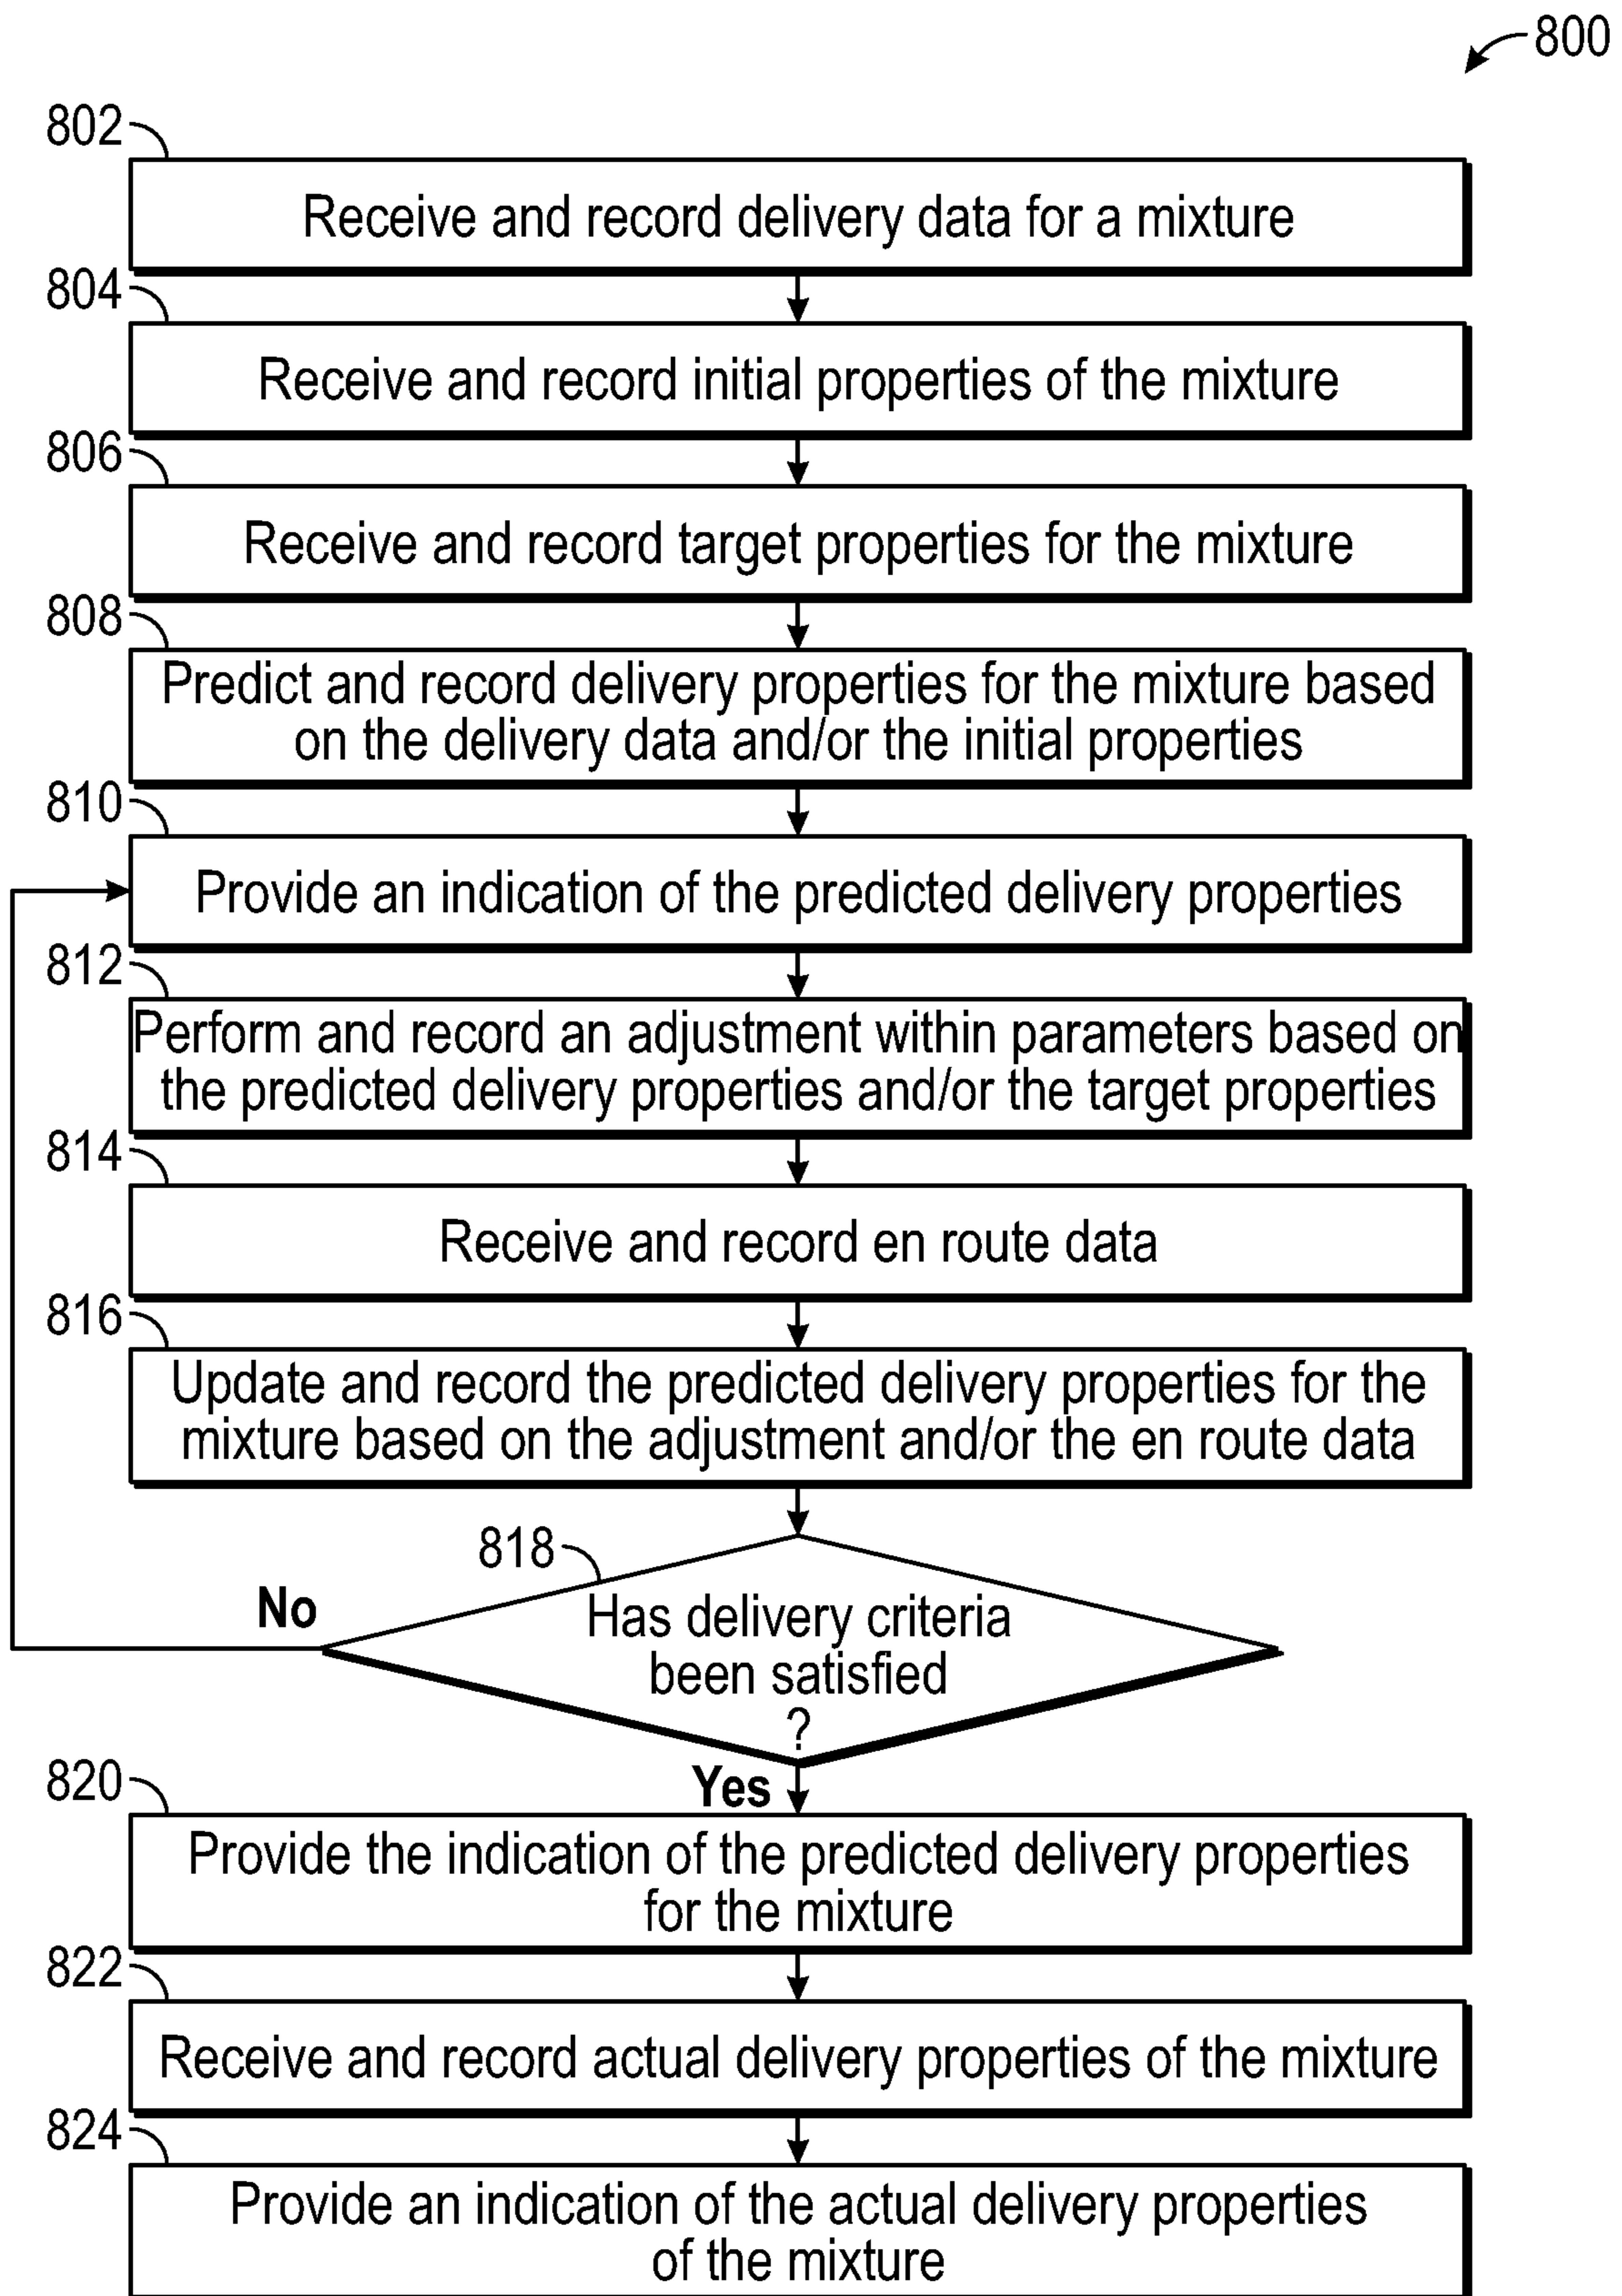 800
802
Receive and record delivery data for a mixture
804
Receive and record initial properties of the mixture
806
Receive and record target properties for the mixture
808
Predict and record delivery properties for the mixture based
on the delivery data and/or the initial properties
810
Provide an indication of the predicted delivery properties
812
Perform and record an adjustment within parameters based on
the predicted delivery properties and/or the target properties
814
Receive and record en route data
816
Update and record the predicted delivery properties for the
mixture based on the adjustment and/or the en route data
818
No
Has delivery criteria
been satisfied
?
Yes
820
Provide the indication of the predicted delivery properties
for the mixture
822
Receive and record actual delivery properties of the mixture
824
Provide an indication of the actual delivery properties
of the mixture